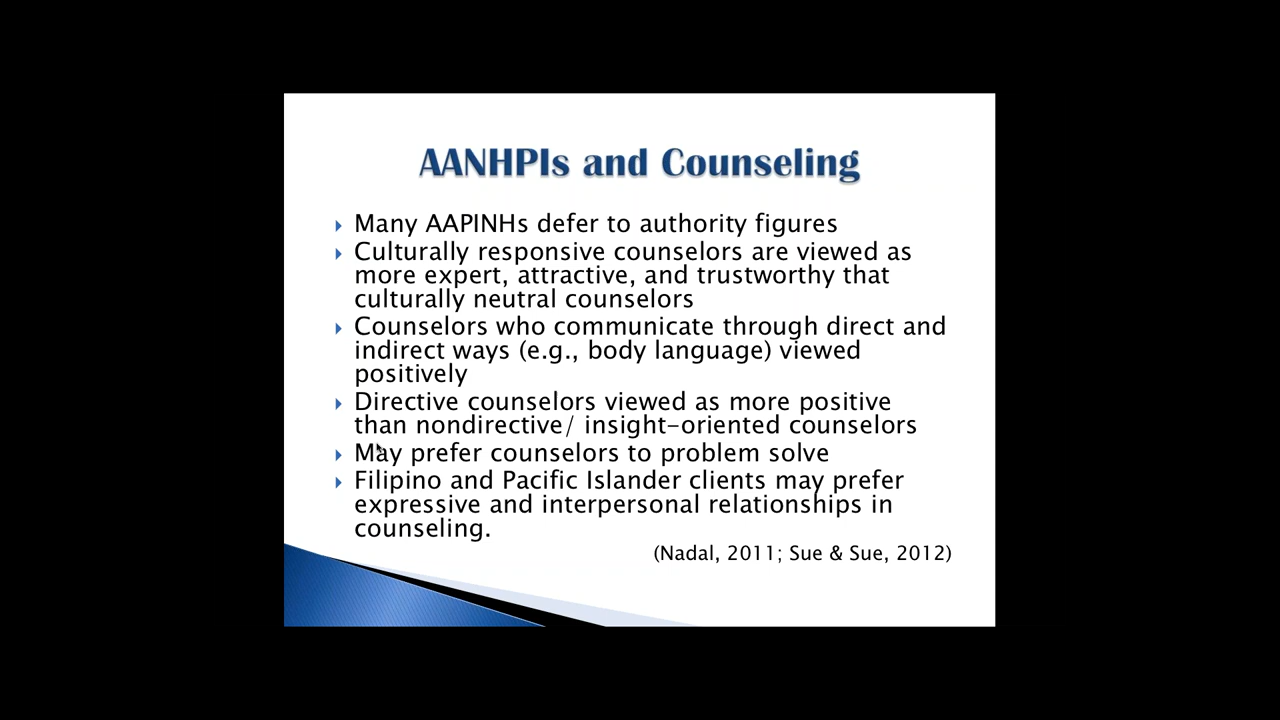 AANHPIs and Counseling
Many AAPINHs defer to authority figures
Culturally responsive counselors are viewed as
more expert, attractive, and trustworthy that
culturally neutral counselors
Counselors who communicate through direct and
indirect ways (e.g., body language) viewed
positively
Directive counselors viewed as more positive
than nondirective/ insight-oriented counselors
May prefer counselors to problem solve
Filipino and Pacific Islander clients may prefer
expressive and interpersonal relationships in
counseling.
(Nadal, 2011; Sue & Sue, 2012)